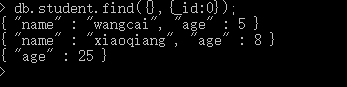 > db.student.find({},{_id:0});
{ "name" : "wangcai", "age" : 5 }
{ "name" : "xiaoqiang", "age" : 8 }
{ "age" : 25 }
>